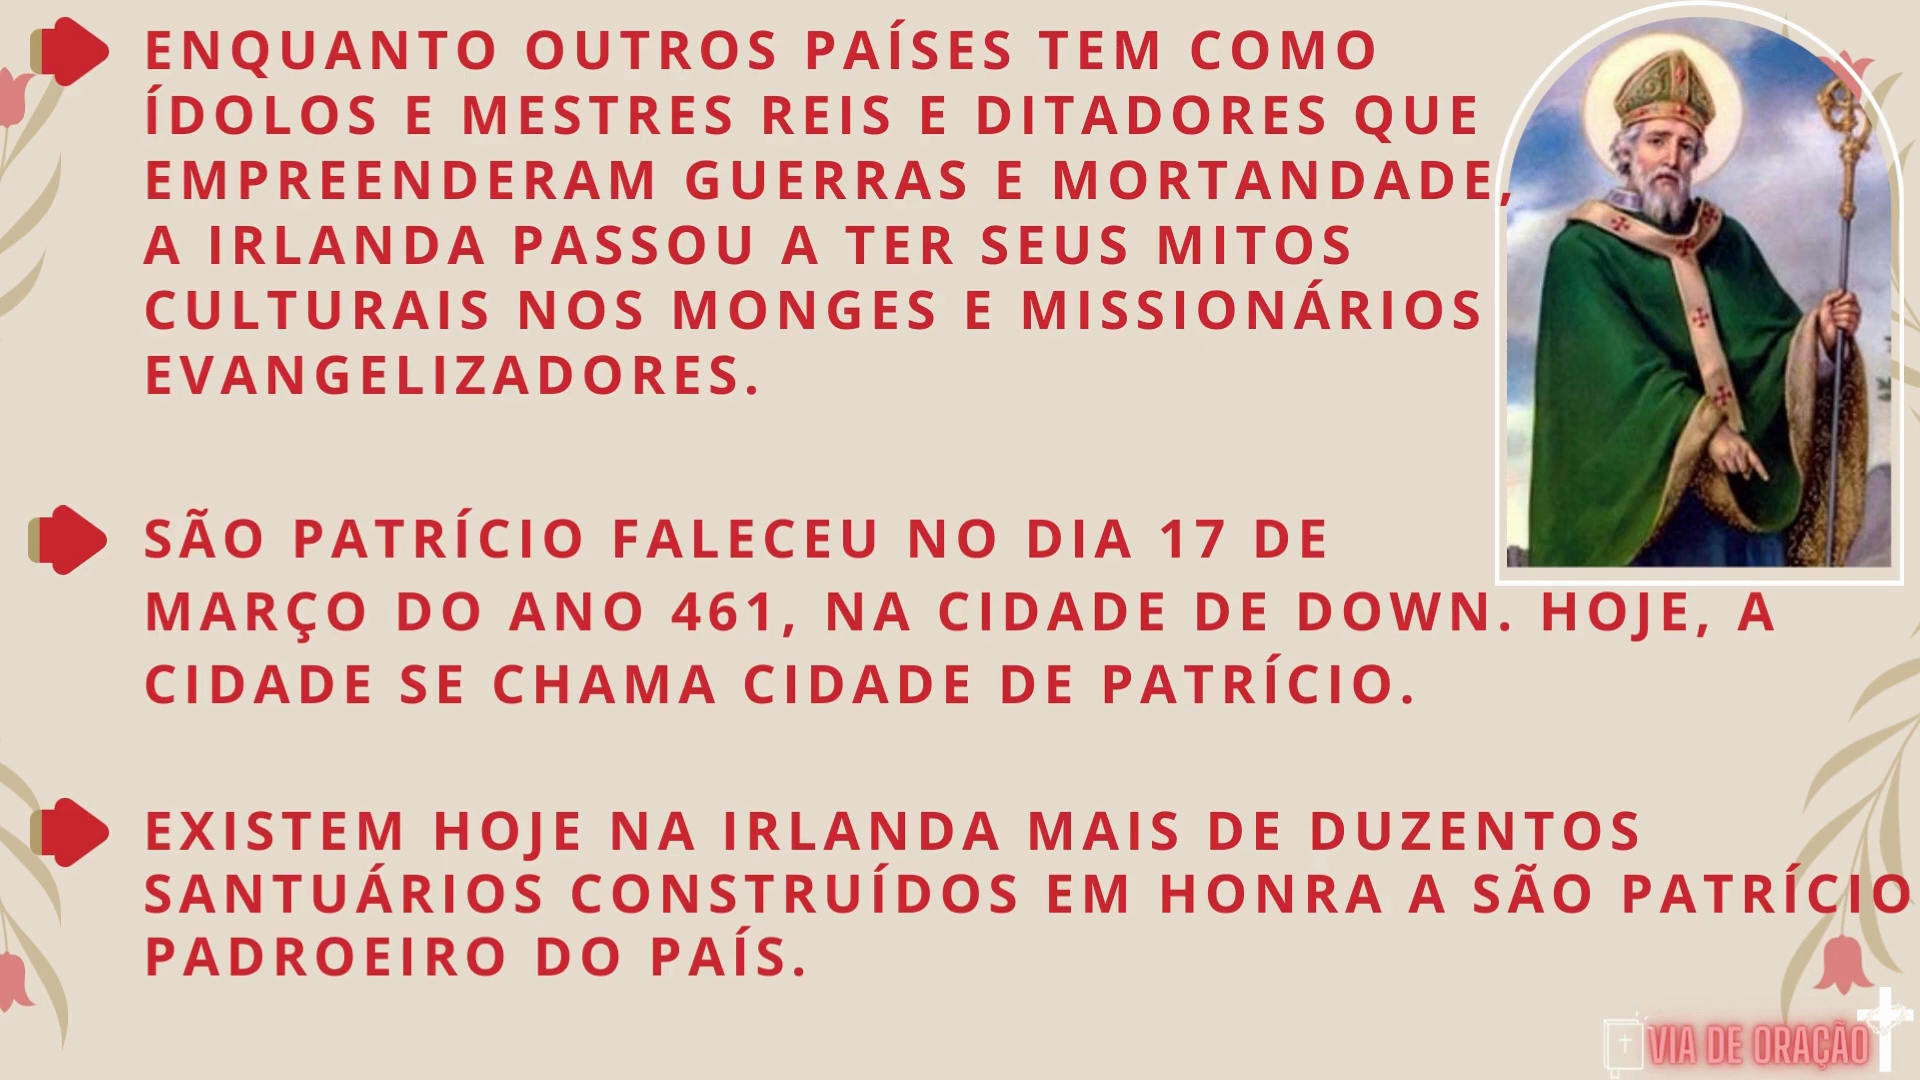 ENQUANTO OUTROS PAÍSES TEM COMO
ÍDOLOS E MESTRES REIS E DITADORES QUE
EMPREENDERAM GUERRAS E MORTANDADE,
A IRLANDA PASSOU A TER SEUS MITOS
CULTURAIS NOS MONGES E MISSIONÁRIOS
EVANGELIZADORES.
SÃO PATRÍCIO FALECEU NO DIA 17 DE
MARÇO DO ANO 461, NA CIDADE DE DOWN. HOJE, A
CIDADE SE CHAMA CIDADE DE PATRÍCIO.
EXISTEM HOJE NA IRLANDA MAIS DE DUZENTOS
SANTUÁRIOS CONSTRUÍDOS EM HONRA A SÃO PATRÍCIO
PADROEIRO DO PAÍS.
VIA DE ORAÇÃO